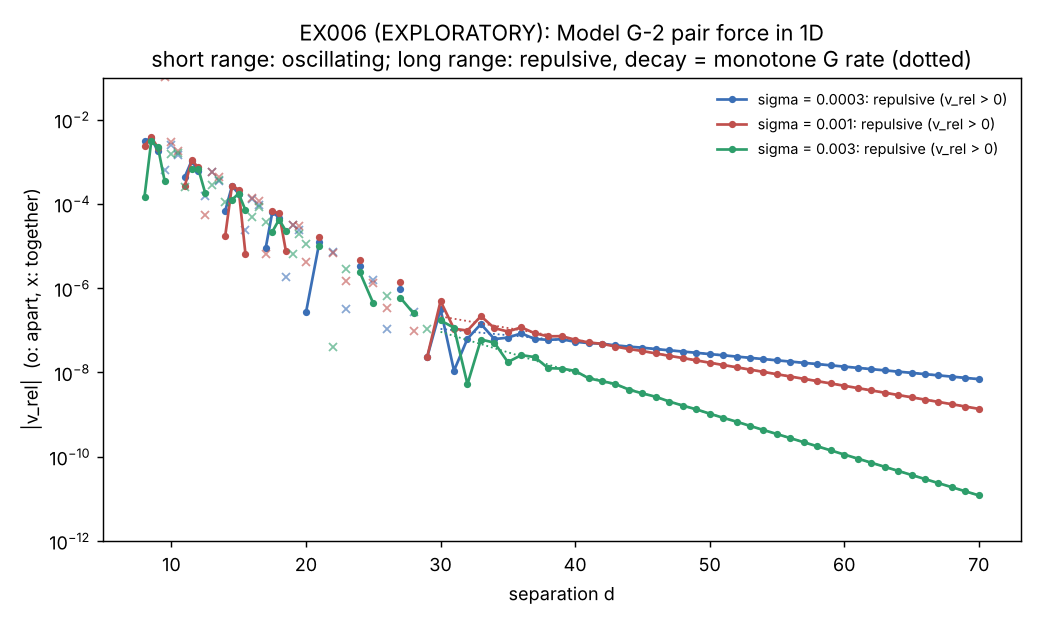 EX006 (EXPLORATORY): Model G-2 pair force in 1D
short range: oscillating; long range: repulsive, decay = monotone G rate (dotted)
sigma = 0.0003: repulsive (v_rel > 0)
sigma = 0.001: repulsive (v_rel > 0)
sigma = 0.003: repulsive (v_rel > 0)
|v_rel| (o: apart, x: together)
10⁻²
10⁻⁴
10⁻⁶
10⁻⁸
10⁻¹⁰
10⁻¹²
10 20 30 40 50 60 70
separation d